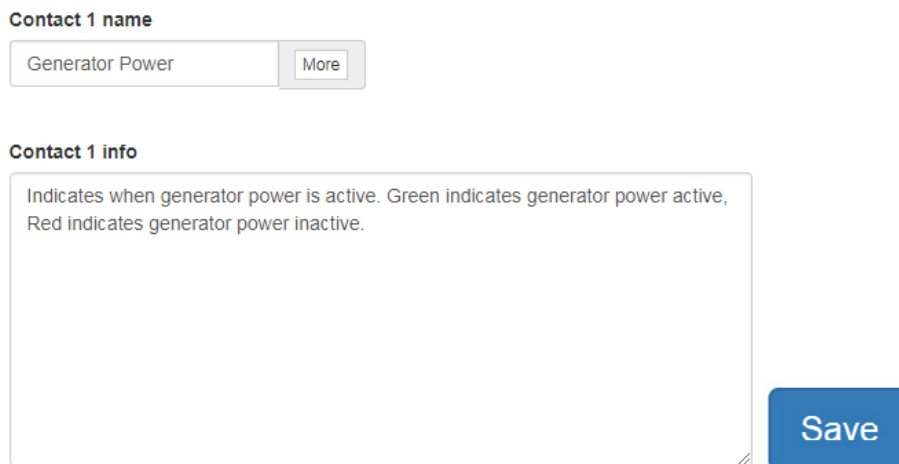 Contact 1 name
Generator Power
More
Contact 1 info
Indicates when generator power is active. Green indicates generator power active,
Red indicates generator power inactive.
Save